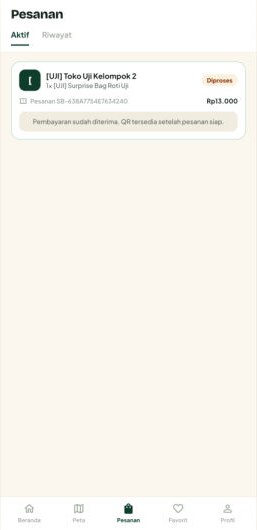 Pesanan
Aktif Riwayat
[ [UJI] Toko Uji Kelompok 2
1x [UJI] Surprise Bag Roti Uji
Diproses
Pesanan SB-638A7754E7634240
Rp13.000
Pembayaran sudah diterima. QR tersedia setelah pesanan siap.
Beranda Peta Pesanan Favorit Profil